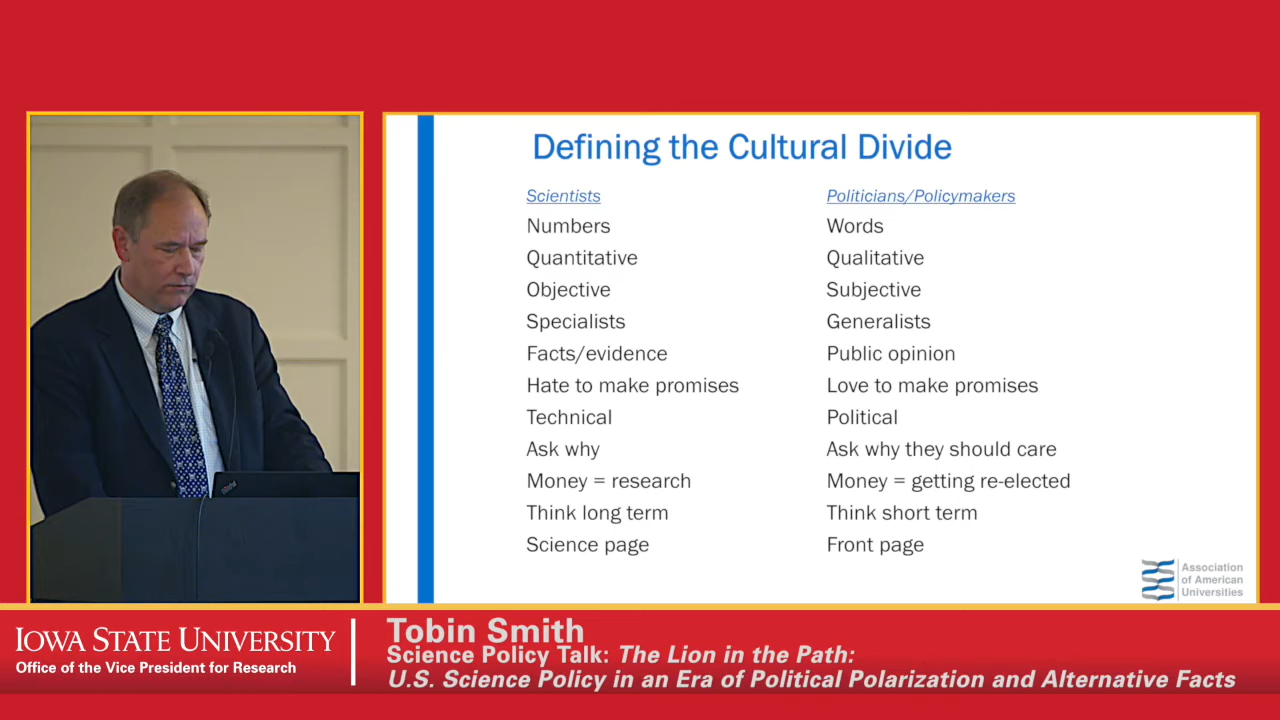 Defining the Cultural Divide
Scientists
Politicians/Policymakers
Numbers
Words
Quantitative
Qualitative
Objective
Subjective
Specialists
Generalists
Facts/evidence
Public opinion
Hate to make promises
Love to make promises
Technical
Political
Ask why
Ask why they should care
Money = research
Money = getting re-elected
Think long term
Think short term
Science page
Front page
Association
of American
Universities
IOWA STATE UNIVERSITY
Office of the Vice President for Research
Tobin Smith
Science Policy Talk: The Lion in the Path:
U.S. Science Policy in an Era of Political Polarization and Alternative Facts